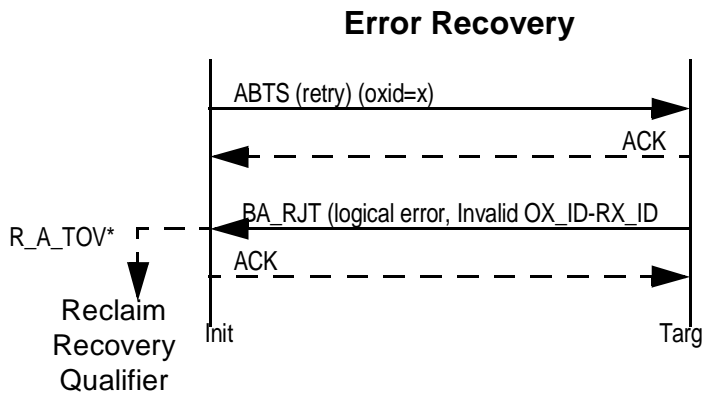 Error Recovery
ABTS (retry) (oxid=x)
ACK
BA_RJT (logical error, Invalid OX_ID-RX_ID
R_A_TOV*
ACK
Reclaim
Recovery
Qualifier
Init
Targ